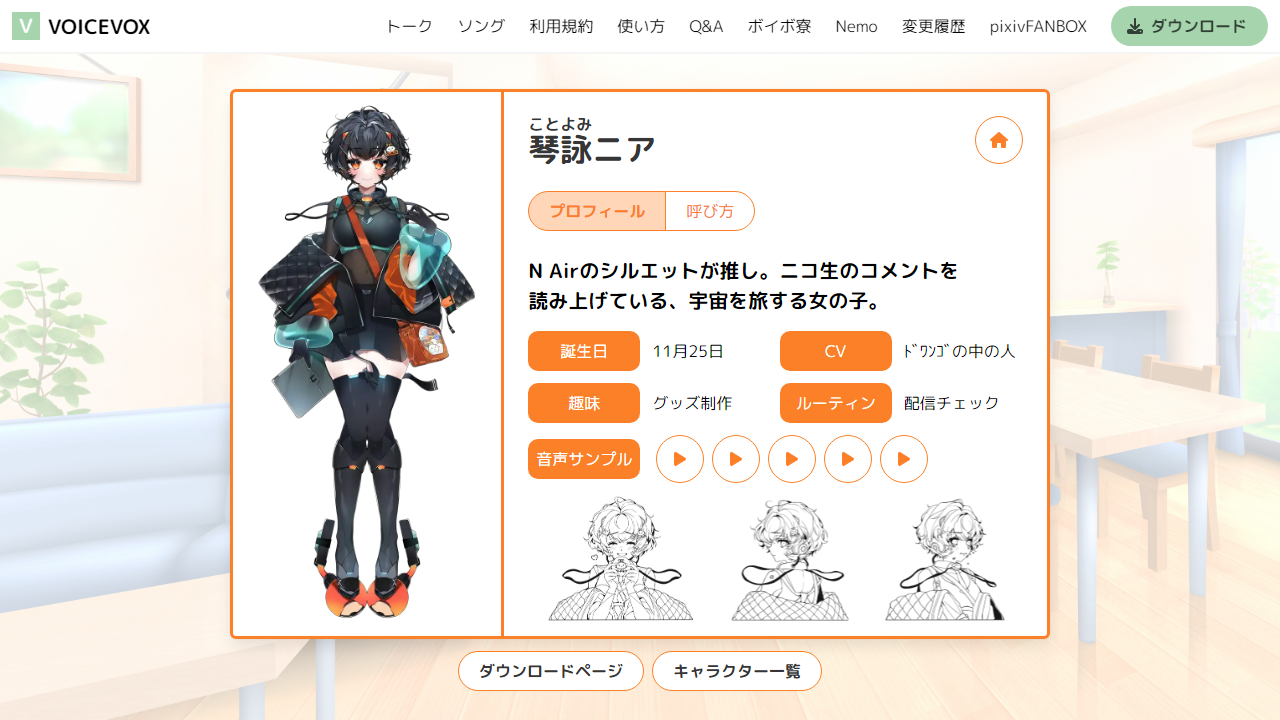 V VOICEVOX
トーク ソング 利用規約 使い方 Q&A ボイボ寮 Nemo 変更履歴 pixivFANBOX ダウンロード
ことよみ
琴詠ニア
プロフィール 呼び方
N Airのシルエットが推し。ニコ生のコメントを
読み上げている、宇宙を旅する女の子。
誕生日 11月25日 CV ﾄﾞﾜﾝｺﾞの中の人
趣味 グッズ制作 ルーティン 配信チェック
音声サンプル
ダウンロードページ キャラクター一覧